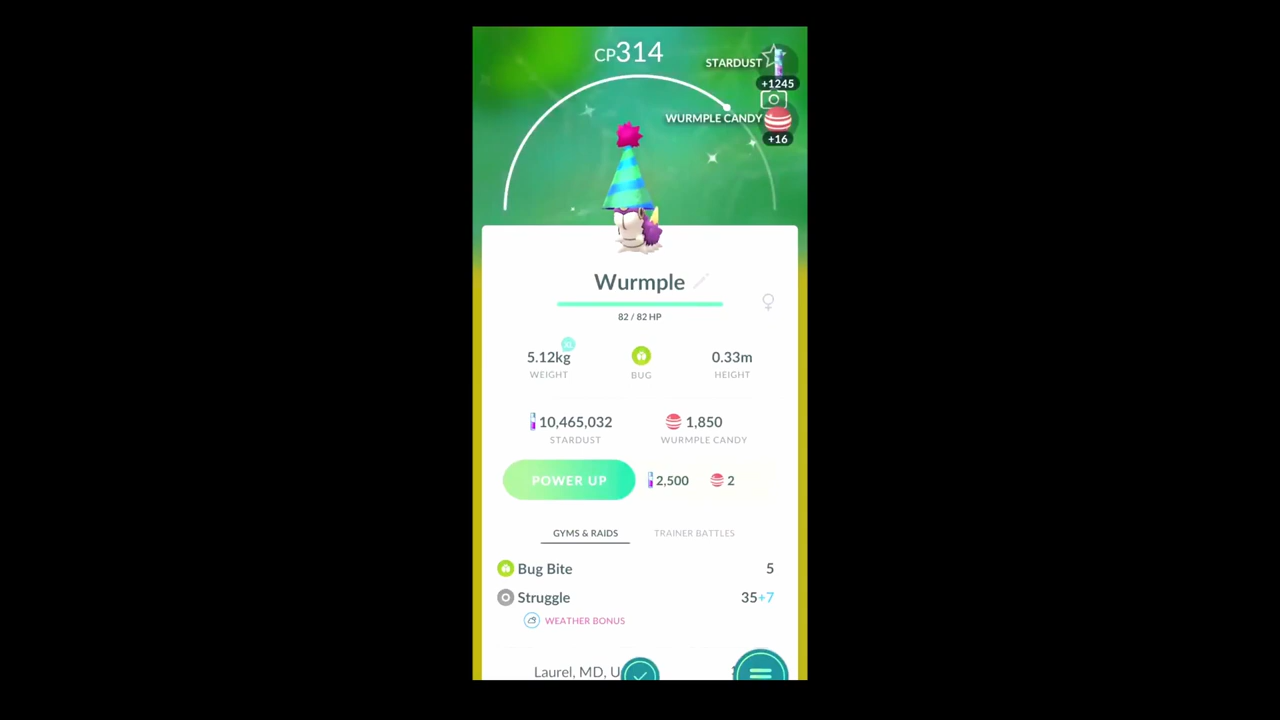 CP314
STARDUST
+1245
WURMPLE CANDY
+16
Wurmple
82 / 82 HP
XL
5.12kg
WEIGHT
BUG
0.33m
HEIGHT
10,465,032
STARDUST
1,850
WURMPLE CANDY
POWER UP
2,500
2
GYMS & RAIDS
TRAINER BATTLES
Bug Bite
5
Struggle
35+7
WEATHER BONUS
Laurel, MD, U